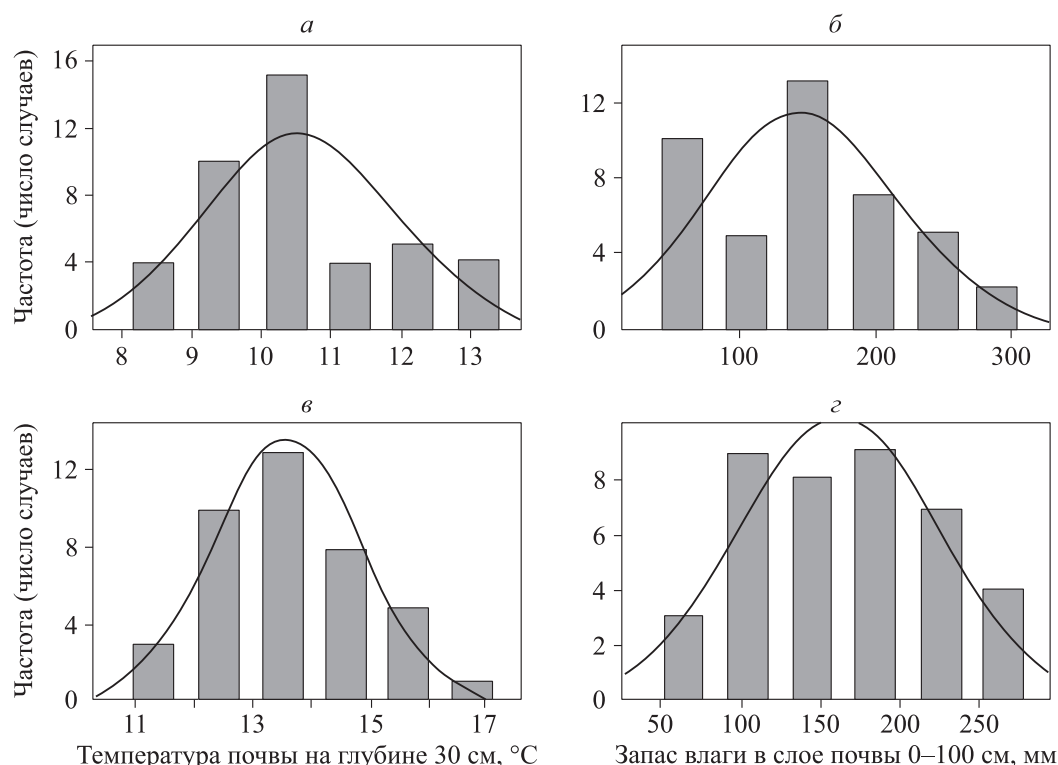 а
Частота (число случаев)
16
12
8
4
0
8 9 10 11 12 13
б
12
8
4
0
100 200 300
в
Частота (число случаев)
12
8
4
0
11 13 15 17
Температура почвы на глубине 30 см, °С
г
8
6
4
2
0
50 100 150 200 250
Запас влаги в слое почвы 0–100 см, мм